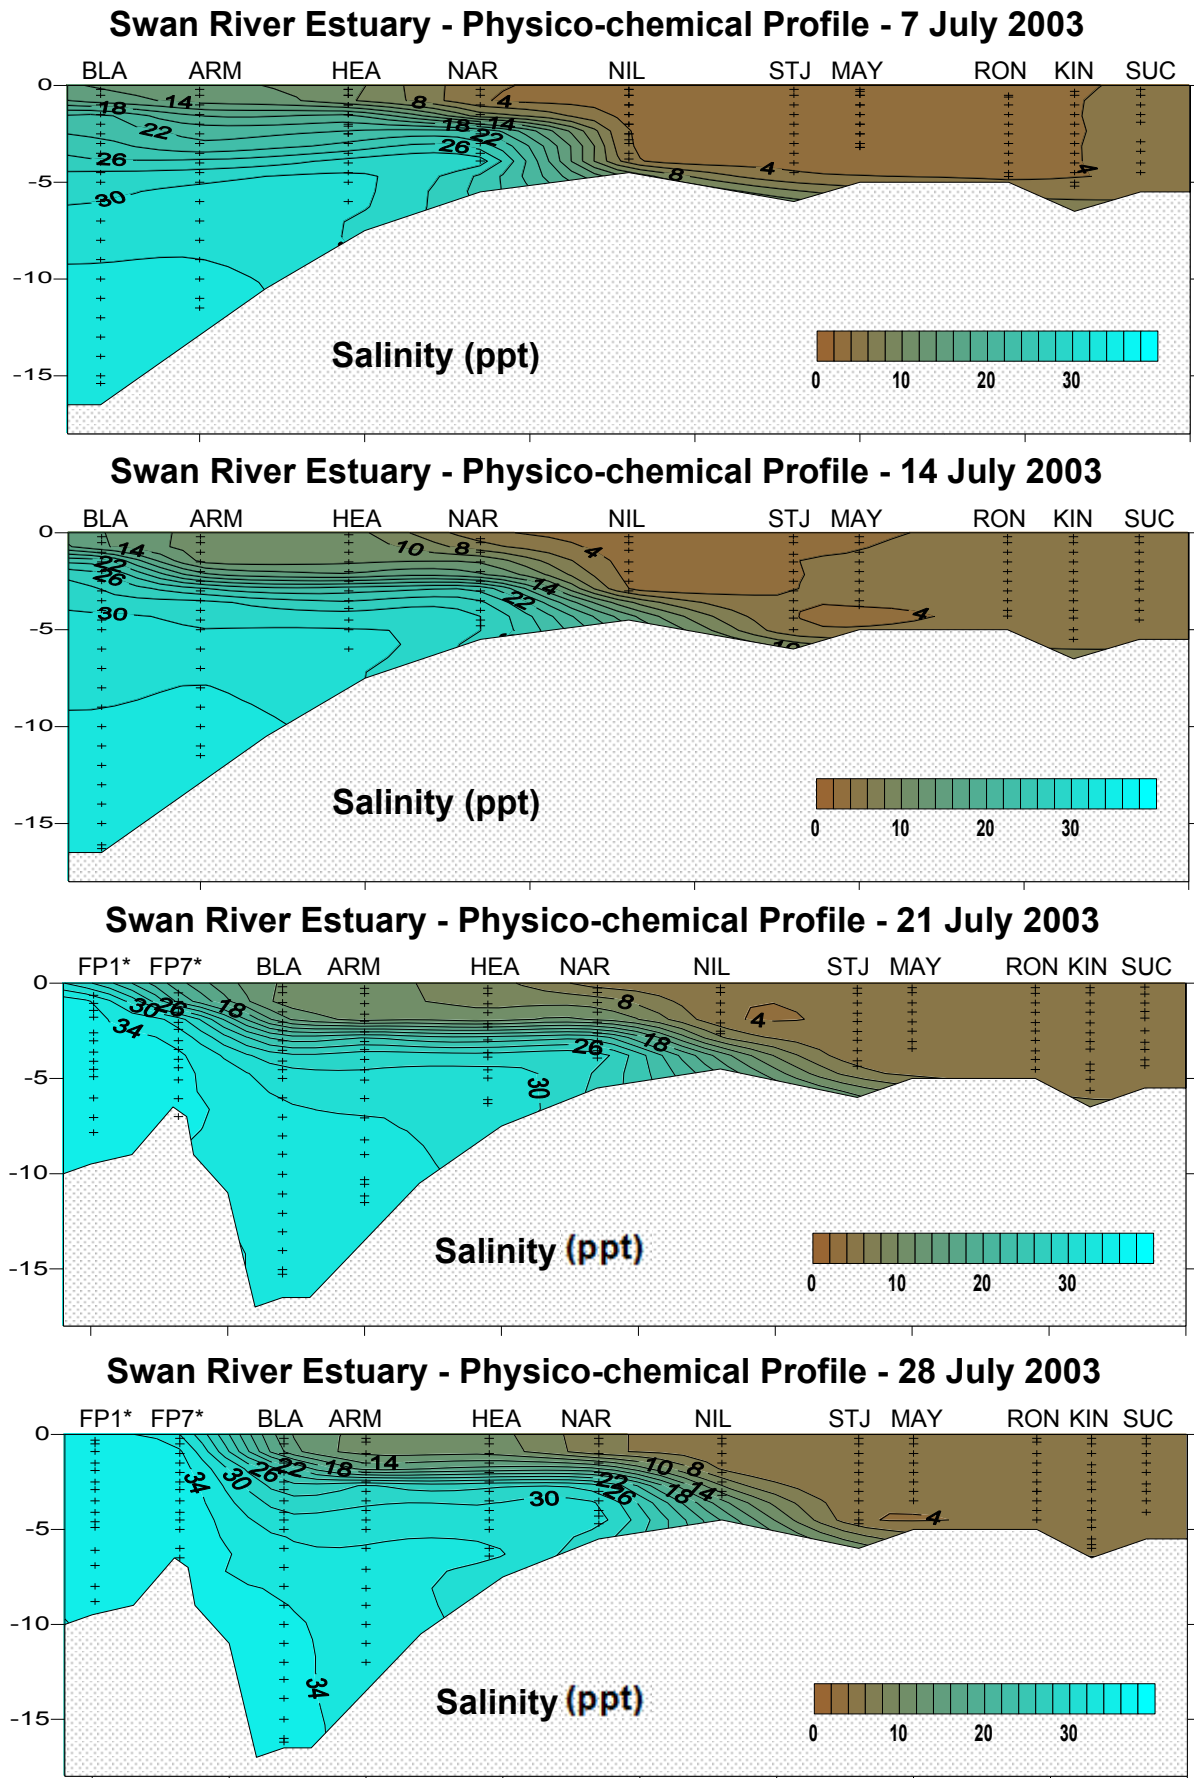 Swan River Estuary - Physico-chemical Profile - 7 July 2003
BLA ARM HEA NAR NIL STJ MAY RON KIN SUC
0
18 14 8 4
22 18 14
22
26 26
4 4
-5 8
30
-10
Salinity (ppt)
-15
0 10 20 30
Swan River Estuary - Physico-chemical Profile - 14 July 2003
BLA ARM HEA NAR NIL STJ MAY RON KIN SUC
0
14 10 8 4
22
26 14
22
30 4
-5
10
-10
Salinity (ppt)
-15
0 10 20 30
Swan River Estuary - Physico-chemical Profile - 21 July 2003
FP1* FP7* BLA ARM HEA NAR NIL STJ MAY RON KIN SUC
0
30 26 18 8
34 4
26 18
-5
30
-10
Salinity (ppt)
-15
0 10 20 30
Swan River Estuary - Physico-chemical Profile - 28 July 2003
FP1* FP7* BLA ARM HEA NAR NIL STJ MAY RON KIN SUC
0
26 22 18 14 10 8
34 30 22 18 14
26
30
-5 4
-10
34
Salinity (ppt)
-15
0 10 20 30